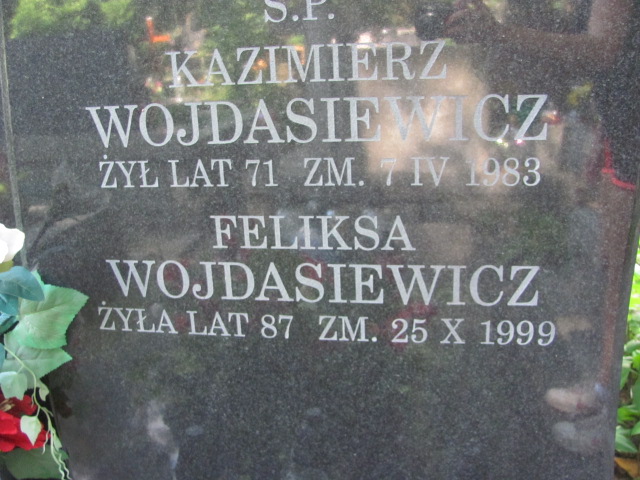 Ś.P.
KAZIMIERZ
WOJDASIEWICZ
ŻYŁ LAT 71 ZM. 7 IV 1983
FELIKSA
WOJDASIEWICZ
ŻYŁA LAT 87 ZM. 25 X 1999